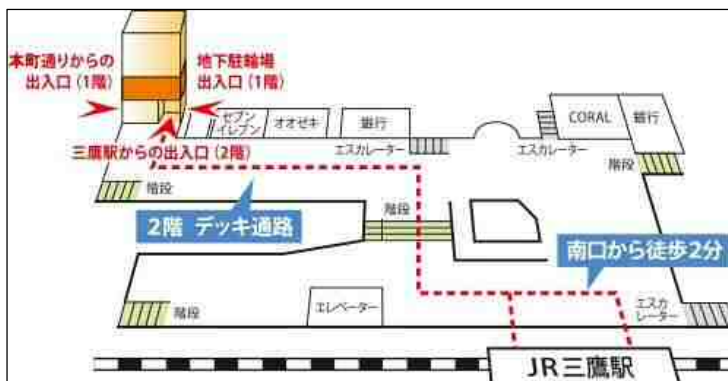 本町通りからの
出入口(1階)
地下駐輪場
出入口(1階)
セブン
イレブン
オオゼキ
銀行
CORAL
銀行
三鷹駅からの出入口(2階)
エスカレーター
エスカレーター
階段
階段
2階 デッキ通路
階段
南口から徒歩2分
階段
エレベーター
エスカ
レーター
JR三鷹駅